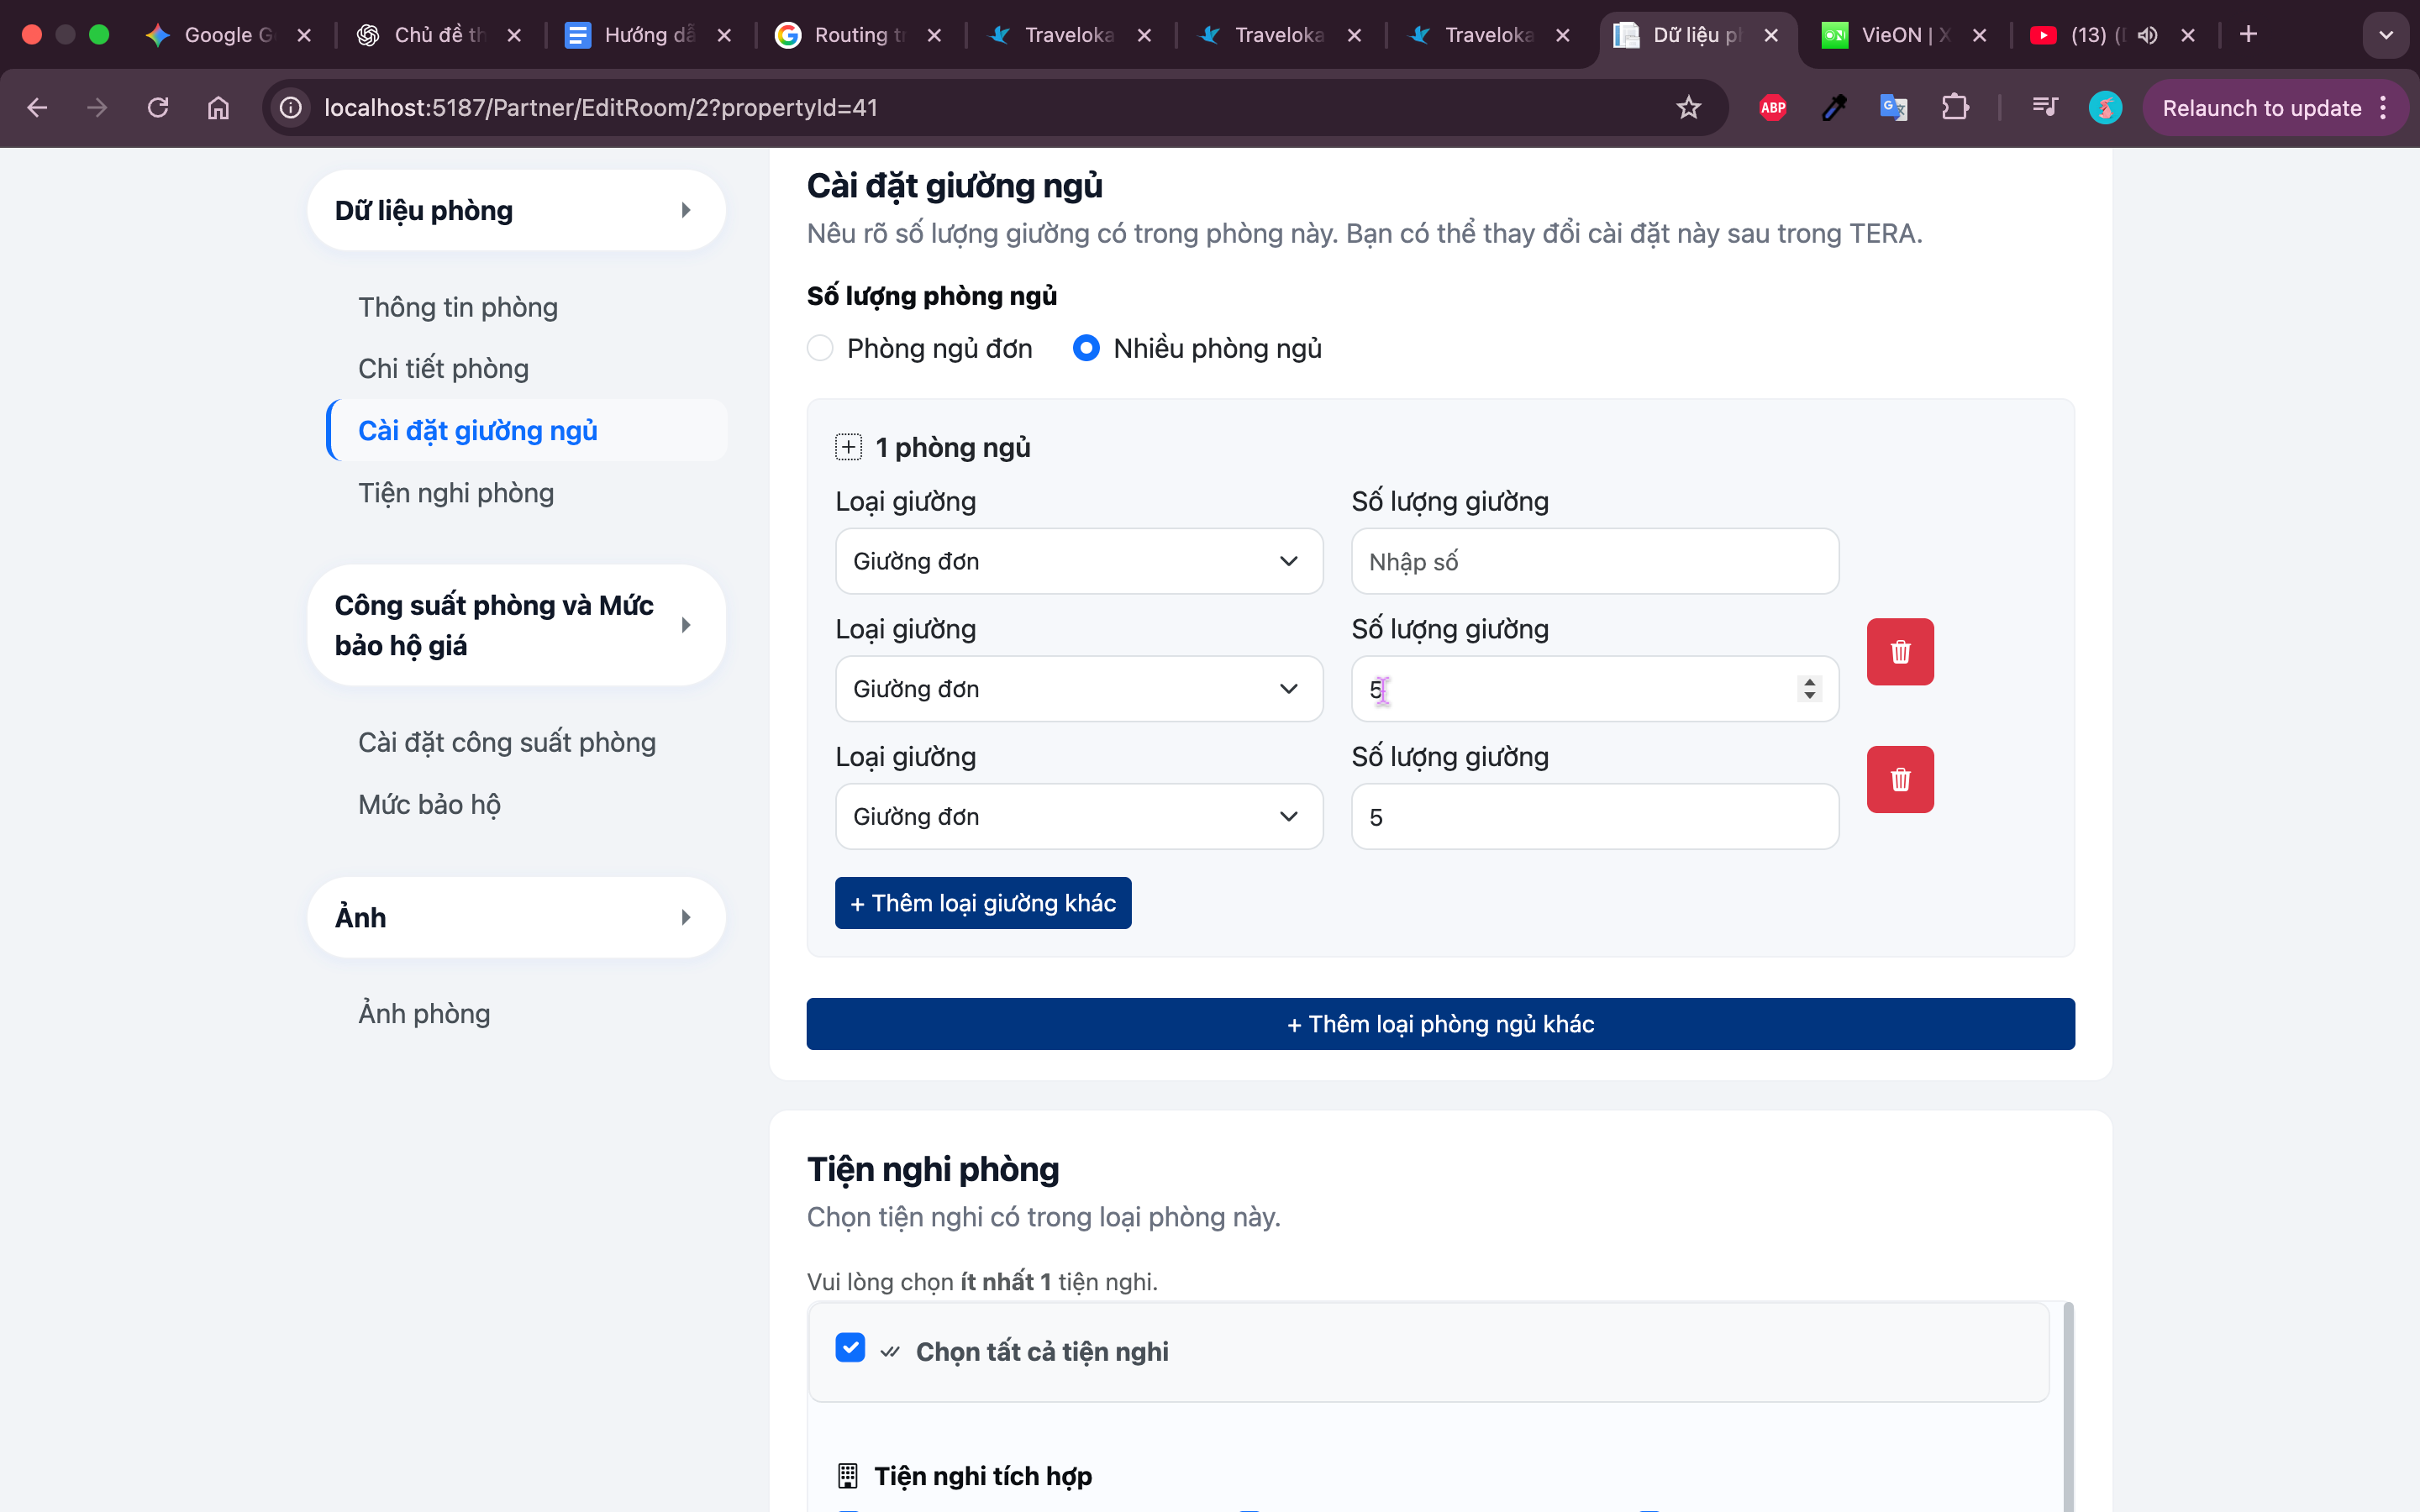 Google G
Chủ đề th
Hướng dẫ
Routing tr
Traveloka
Traveloka
Traveloka
Dữ liệu p
VieON | X
(13) (
localhost:5187/Partner/EditRoom/2?propertyId=41
ABP
Relaunch to update
Dữ liệu phòng
Thông tin phòng
Chi tiết phòng
Cài đặt giường ngủ
Tiện nghi phòng
Công suất phòng và Mức
bảo hộ giá
Cài đặt công suất phòng
Mức bảo hộ
Ảnh
Ảnh phòng
Cài đặt giường ngủ
Nêu rõ số lượng giường có trong phòng này. Bạn có thể thay đổi cài đặt này sau trong TERA.
Số lượng phòng ngủ
Phòng ngủ đơn Nhiều phòng ngủ
1 phòng ngủ
Loại giường Số lượng giường
Giường đơn Nhập số
Loại giường Số lượng giường
Giường đơn 5
Loại giường Số lượng giường
Giường đơn 5
+ Thêm loại giường khác
+ Thêm loại phòng ngủ khác
Tiện nghi phòng
Chọn tiện nghi có trong loại phòng này.
Vui lòng chọn ít nhất 1 tiện nghi.
Chọn tất cả tiện nghi
Tiện nghi tích hợp